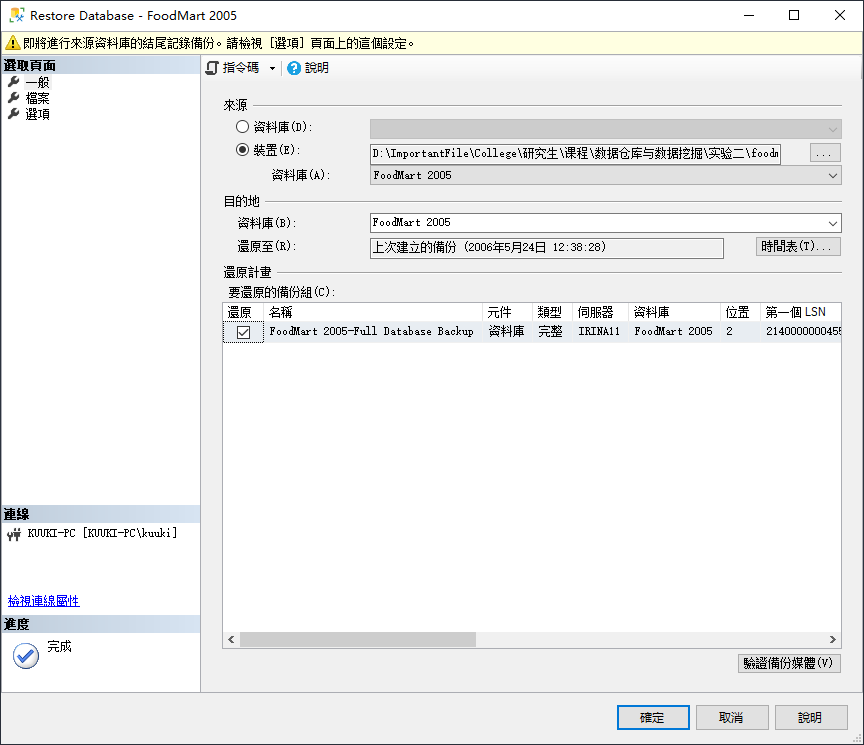 Restore Database - FoodMart 2005
即將進行來源資料庫的結尾記錄備份。請檢視 [選項] 頁面上的這個設定。
選取頁面
一般
檔案
選項
指令碼
說明
來源
資料庫(D):
裝置(E):
D:\ImportantFile\College\研究生\课程\数据仓库与数据挖掘\实验二\foodm
...
資料庫(A):
FoodMart 2005
目的地
資料庫(B):
FoodMart 2005
還原至(R):
上次建立的備份 (2006年5月24日 12:38:28)
時間表(T)...
還原計畫
要還原的備份組(C):
還原 名稱 元件 類型 伺服器 資料庫 位置 第一個 LSN
FoodMart 2005-Full Database Backup 資料庫 完整 IRINA11 FoodMart 2005 2 2140000000455
連線
KUUKI-PC [KUUKI-PC\kuuki]
檢視連線屬性
進度
完成
驗證備份媒體(V)
確定
取消
說明